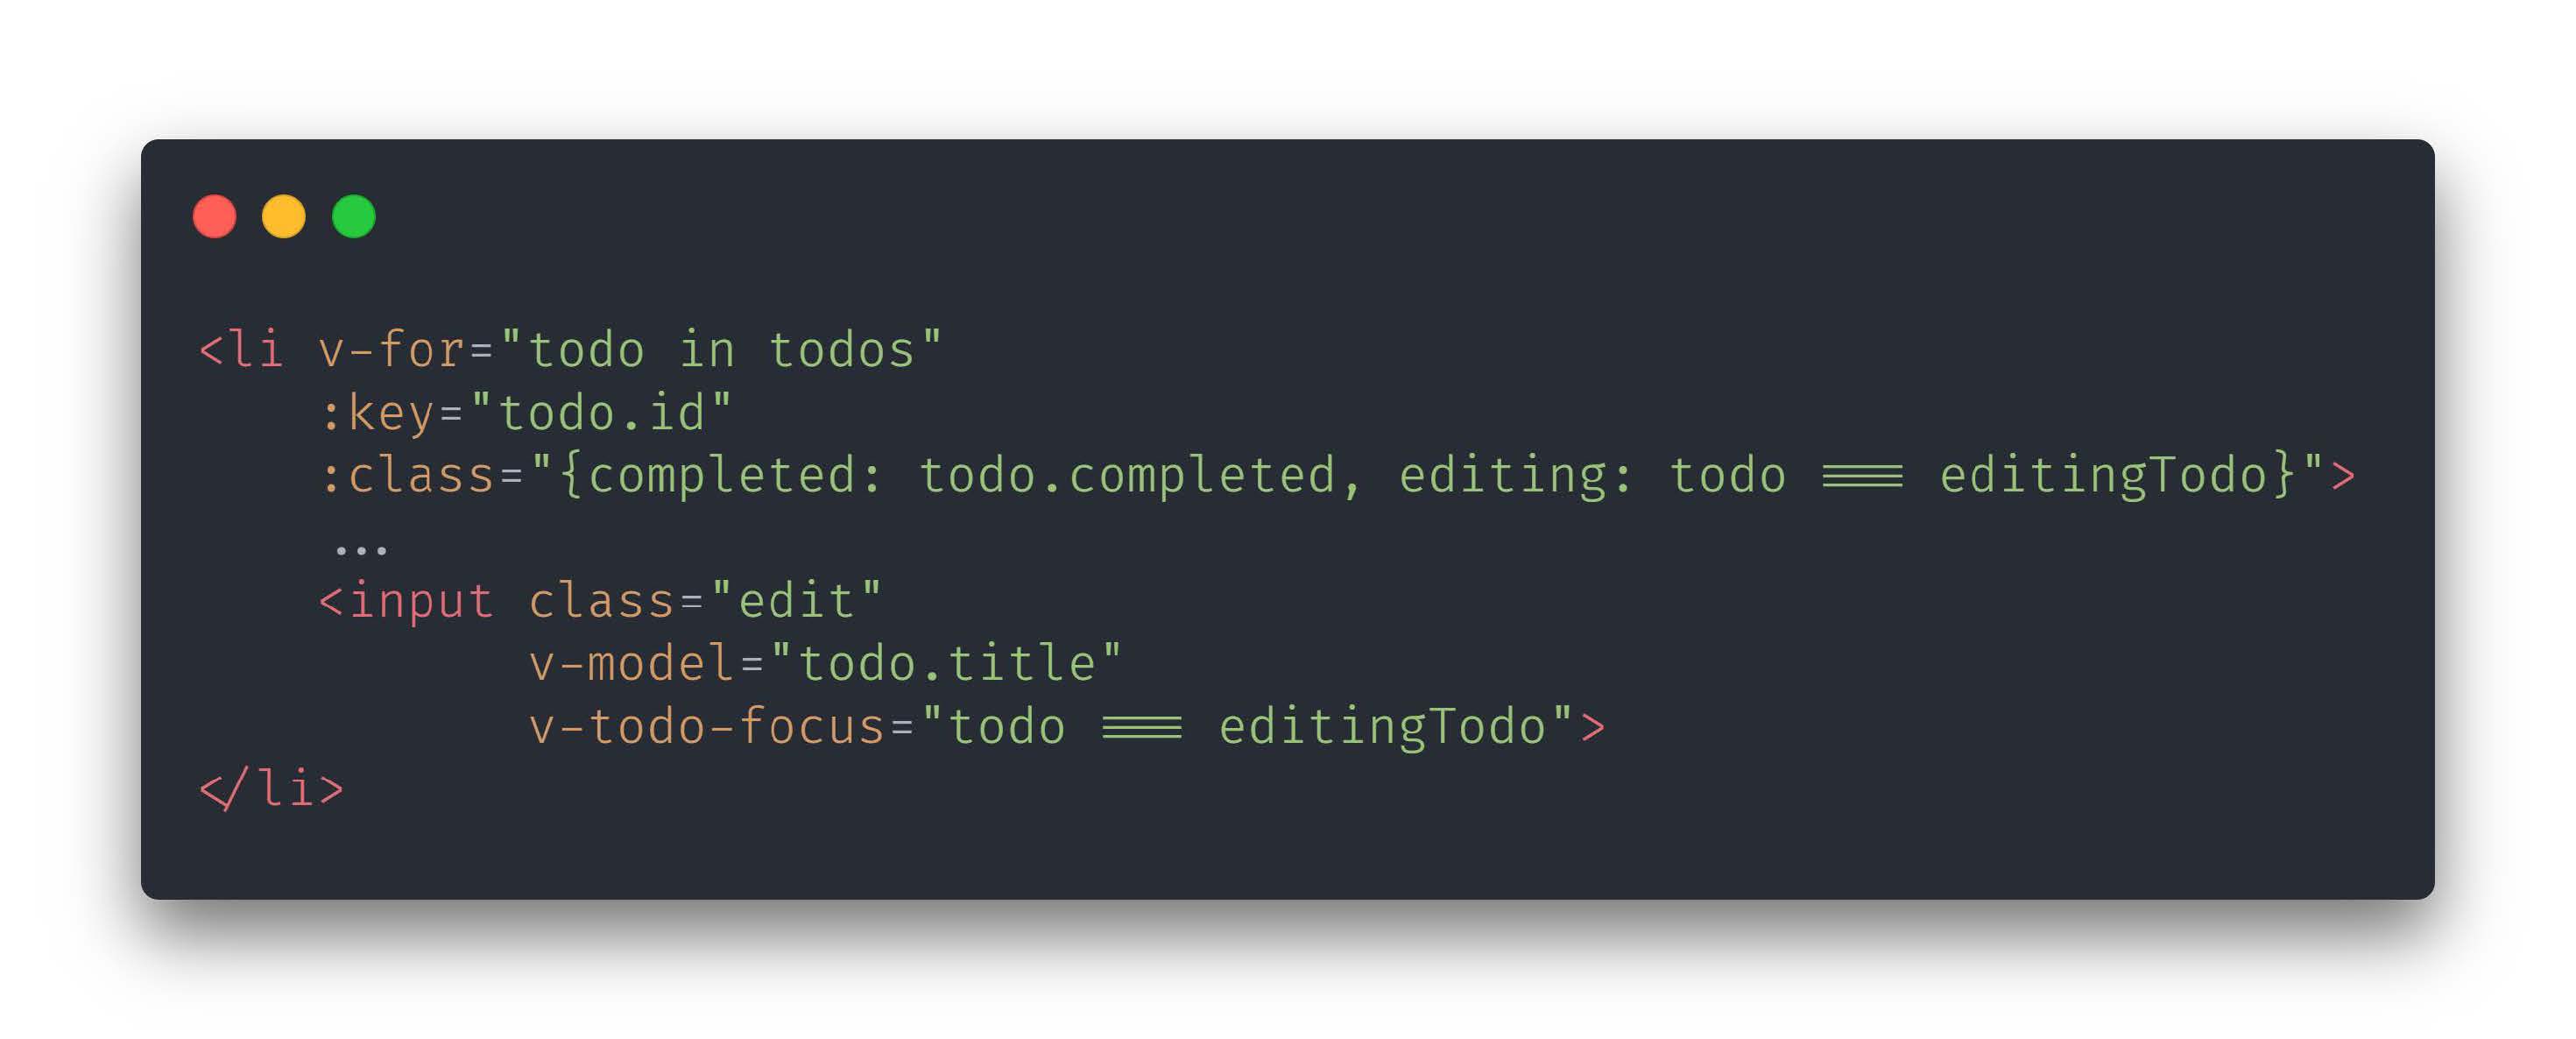 <li v-for="todo in todos"
    :key="todo.id"
    :class="{completed: todo.completed, editing: todo === editingTodo}">
    ...
    <input class="edit"
           v-model="todo.title"
           v-todo-focus="todo === editingTodo">
</li>